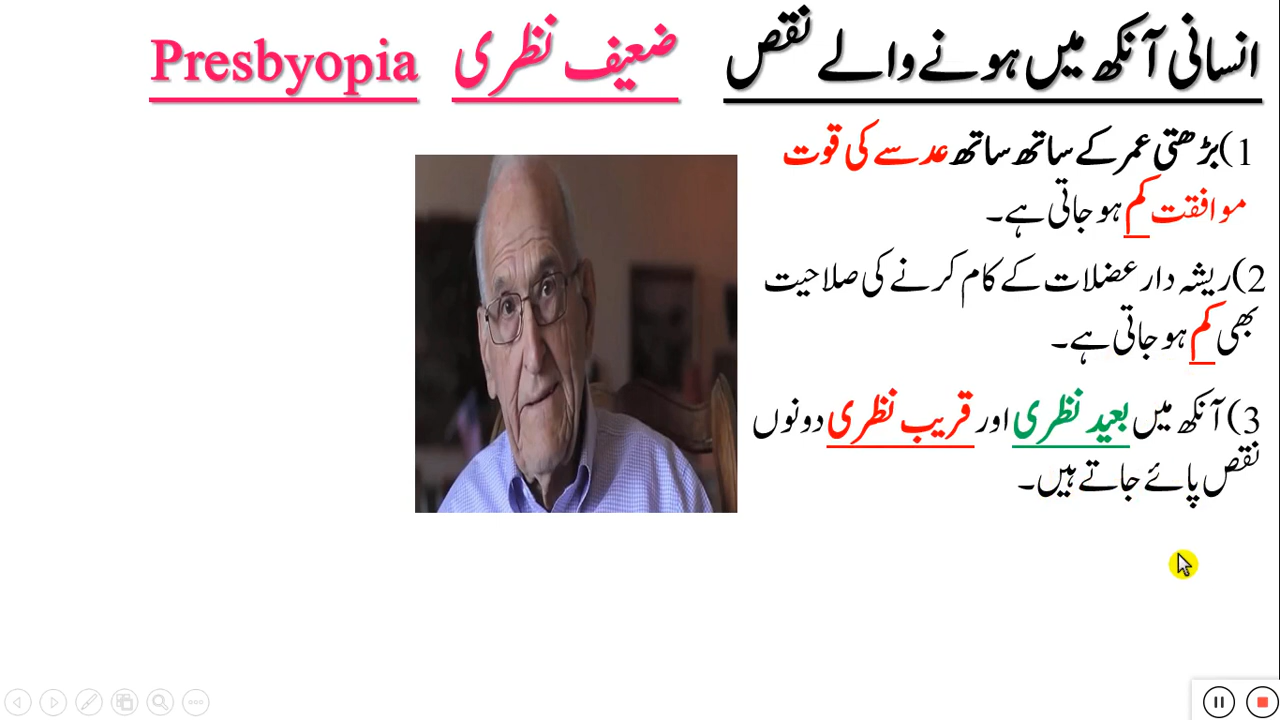 انسانی آنکھ میں ہونے والے نقص ضعیف نظری Presbyopia
1)بڑھتی عمر کے ساتھ ساتھ عدسے کی قوت
موافقت کم ہو جاتی ہے۔
2)ریشہ دار عضلات کے کام کرنے کی صلاحیت
بھی کم ہو جاتی ہے۔
3)آنکھ میں بعید نظری اور قریب نظری دونوں
نقص پائے جاتے ہیں۔